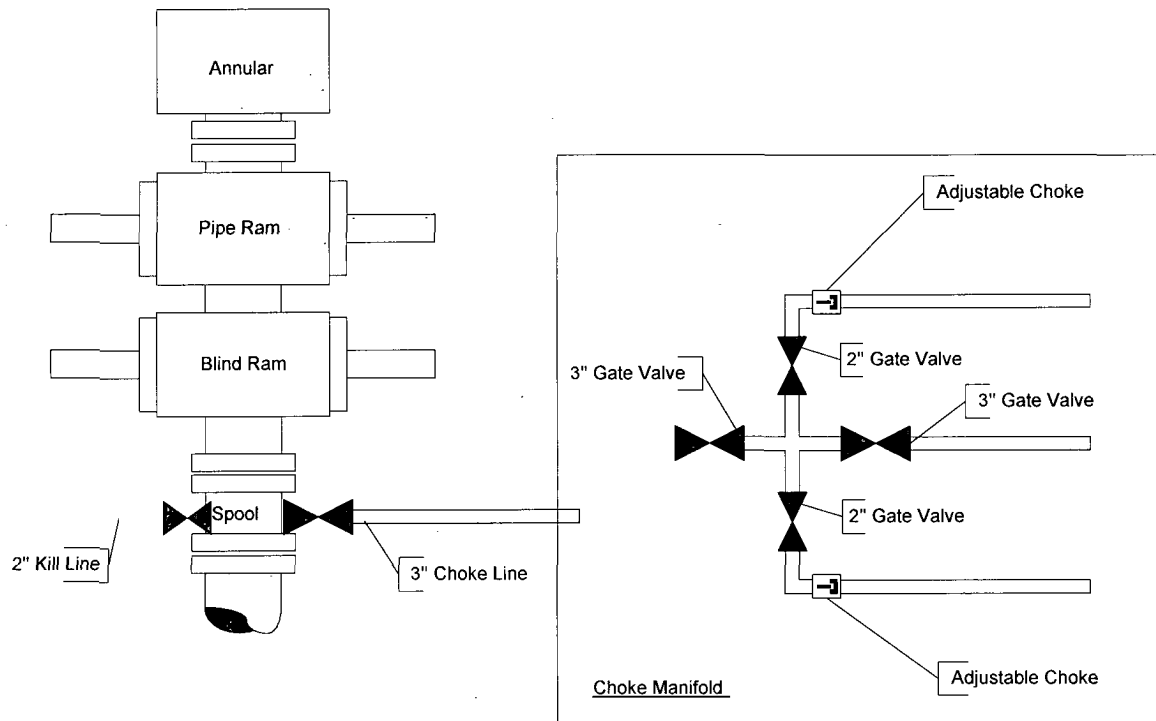 Annular
Pipe Ram
Blind Ram
Spool
2" Kill Line
3" Choke Line
Adjustable Choke
2" Gate Valve
3" Gate Valve
3" Gate Valve
2" Gate Valve
Adjustable Choke
Choke Manifold